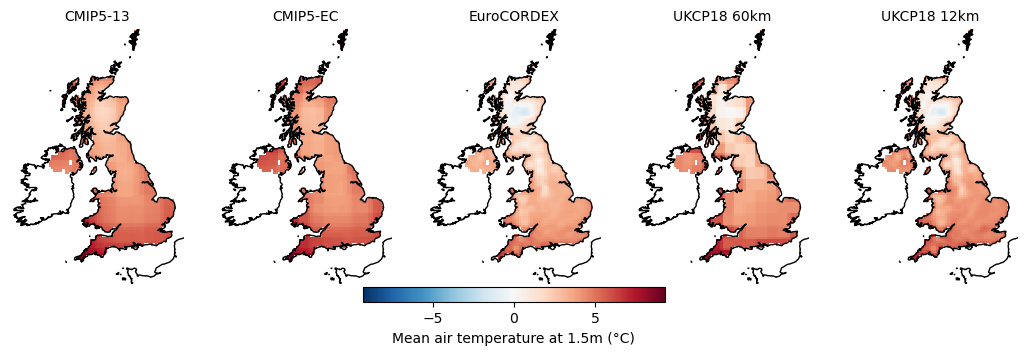 CMIP5-13 CMIP5-EC EuroCORDEX UKCP18 60km UKCP18 12km
−5 0 5
Mean air temperature at 1.5m (°C)